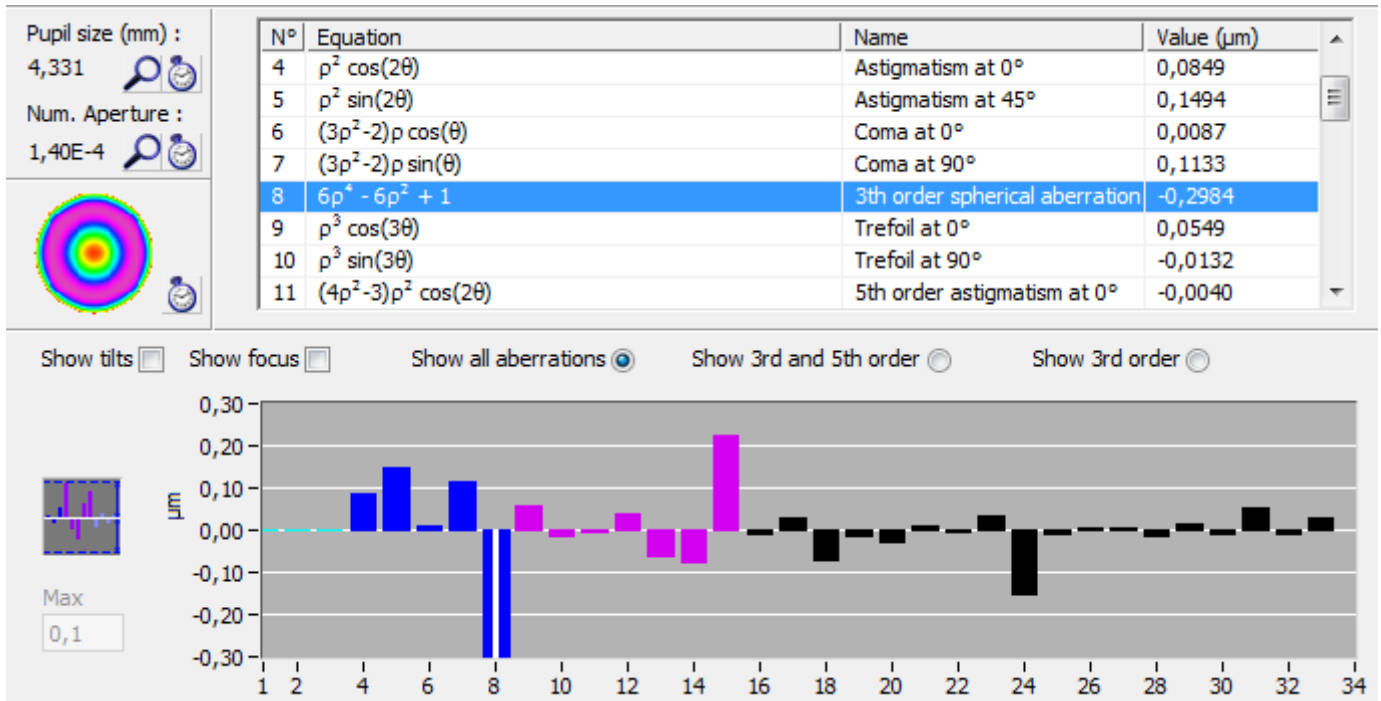 Pupil size (mm) :
4,331
Num. Aperture :
1,40E-4
N° Equation Name Value (µm)
4 ρ² cos(2θ) Astigmatism at 0° 0,0849
5 ρ² sin(2θ) Astigmatism at 45° 0,1494
6 (3ρ²-2)ρ cos(θ) Coma at 0° 0,0087
7 (3ρ²-2)ρ sin(θ) Coma at 90° 0,1133
8 6ρ⁴ - 6ρ² + 1 3th order spherical aberration -0,2984
9 ρ³ cos(3θ) Trefoil at 0° 0,0549
10 ρ³ sin(3θ) Trefoil at 90° -0,0132
11 (4ρ²-3)ρ² cos(2θ) 5th order astigmatism at 0° -0,0040
Show tilts Show focus Show all aberrations Show 3rd and 5th order Show 3rd order
0,30
0,20
0,10
0,00
-0,10
-0,20
-0,30
µm
Max
0,1
1 2 4 6 8 10 12 14 16 18 20 22 24 26 28 30 32 34